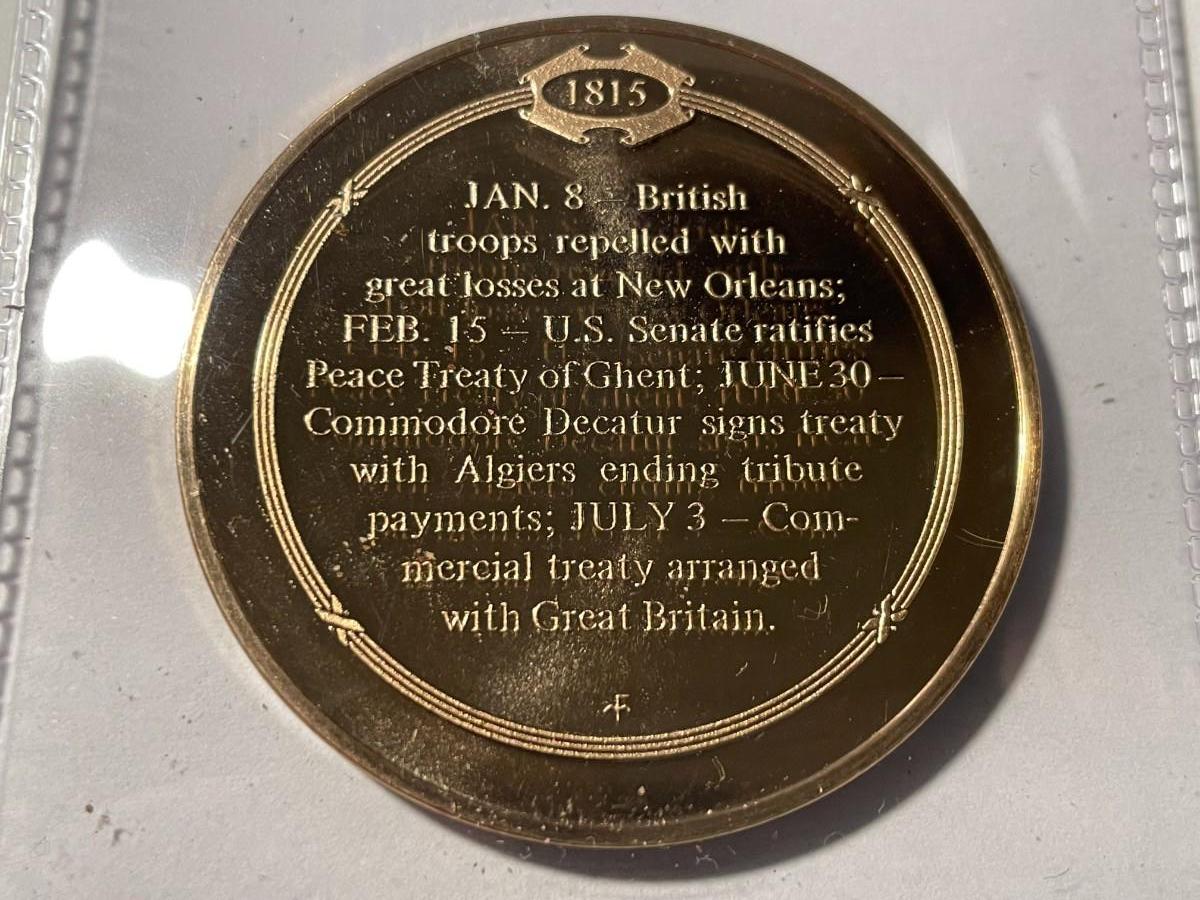 1815
JAN. 8 – British
troops repelled with
great losses at New Orleans;
FEB. 15 – U.S. Senate ratifies
Peace Treaty of Ghent; JUNE 30 –
Commodore Decatur signs treaty
with Algiers ending tribute
payments; JULY 3 – Com-
mercial treaty arranged
with Great Britain.
F